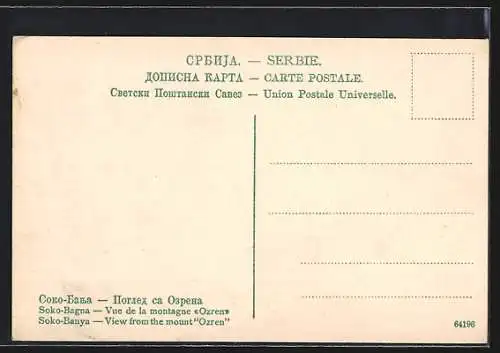 СРБИЈА. — SERBIE.
ДОПИСНА КАРТА — CARTE POSTALE.
Светски Поштански Савез — Union Postale Universelle.
Соко-Бања — Поглед са Озрена
Soko-Bagna — Vue de la montagne «Ozren»
Soko-Banya — View from the mount "Ozren"
64196